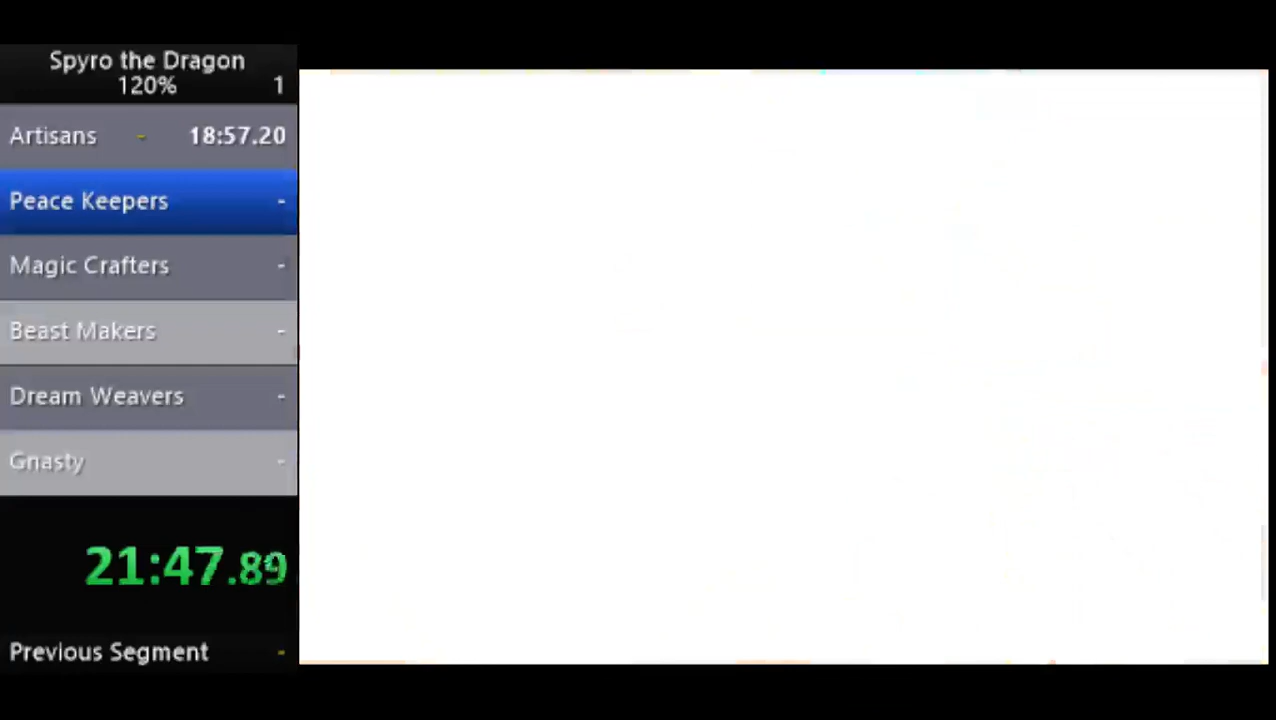 Spyro the Dragon
120% 1
Artisans - 18:57.20
Peace Keepers -
Magic Crafters -
Beast Makers -
Dream Weavers -
Gnasty -
21:47.89
Previous Segment -